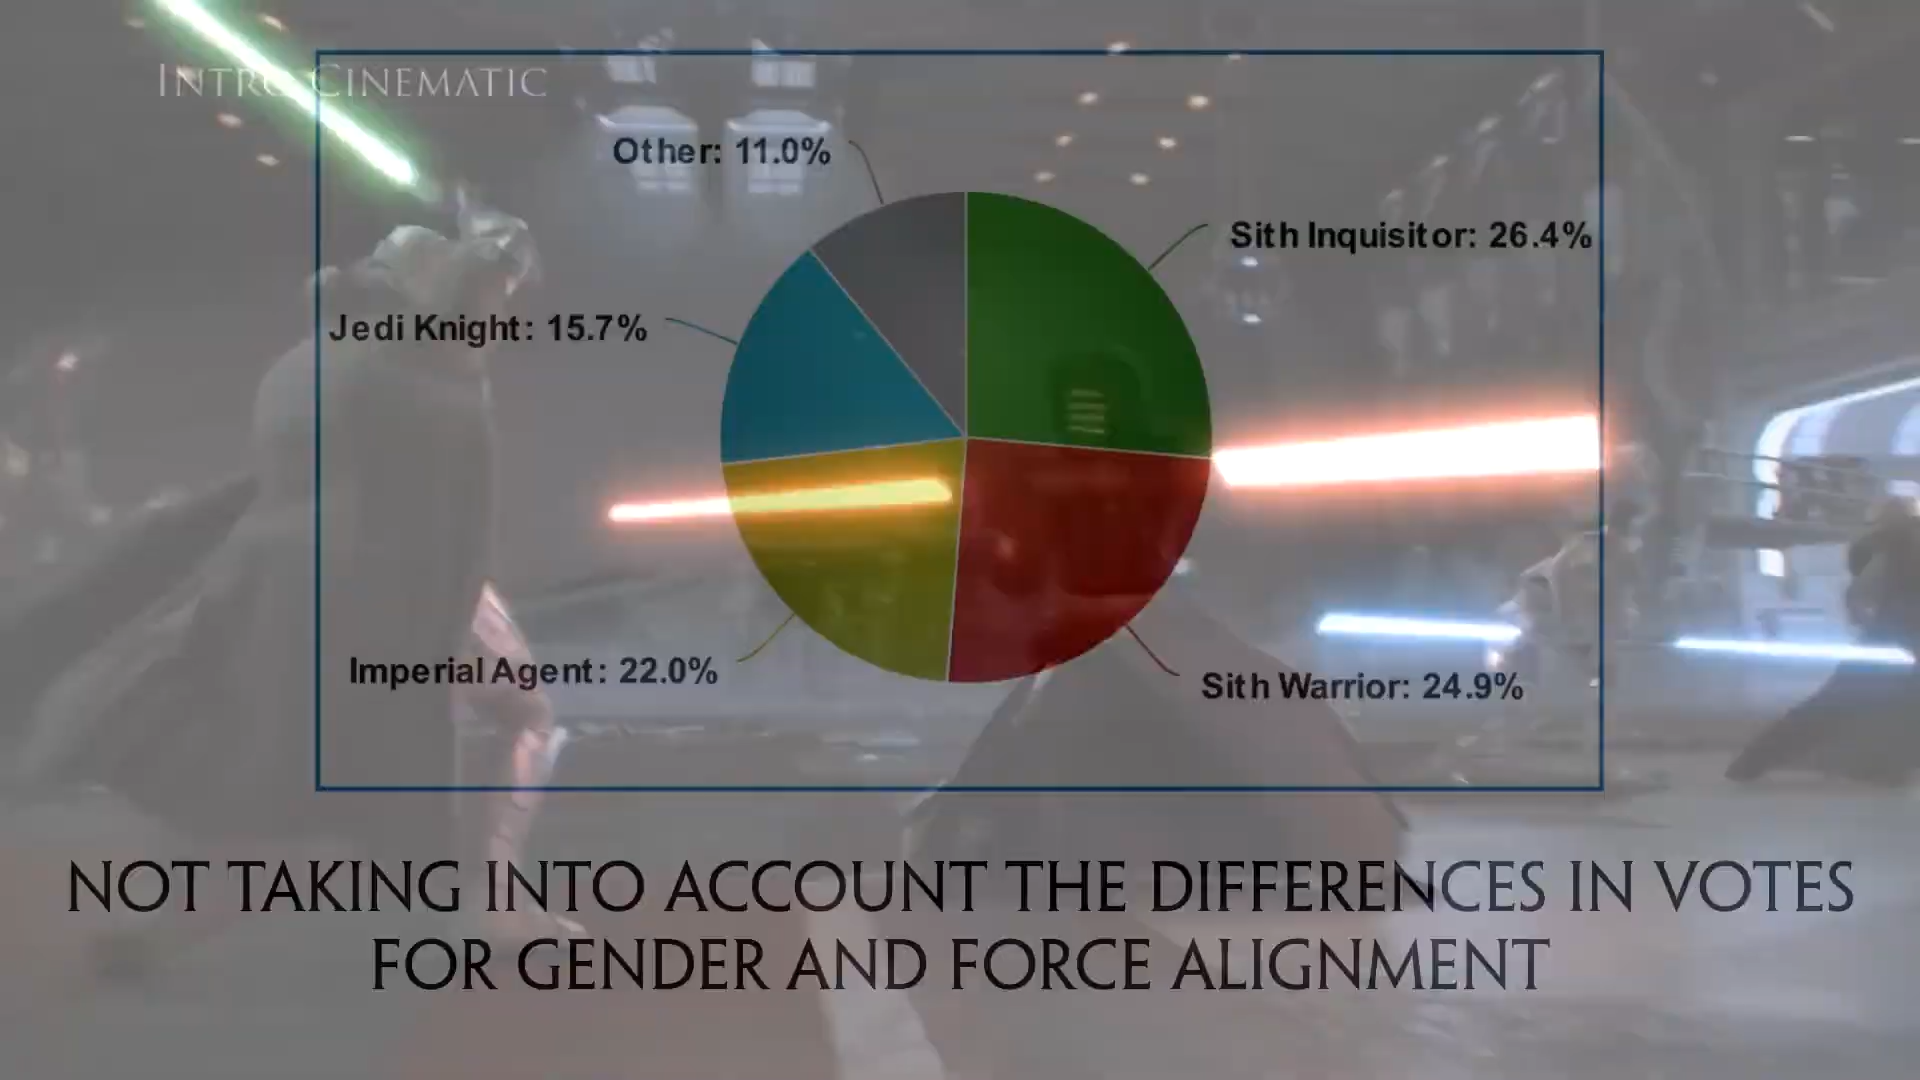 INTRO CINEMATIC
Other: 11.0%
Sith Inquisitor: 26.4%
Jedi Knight: 15.7%
Imperial Agent: 22.0%
Sith Warrior: 24.9%
NOT TAKING INTO ACCOUNT THE DIFFERENCES IN VOTES
FOR GENDER AND FORCE ALIGNMENT